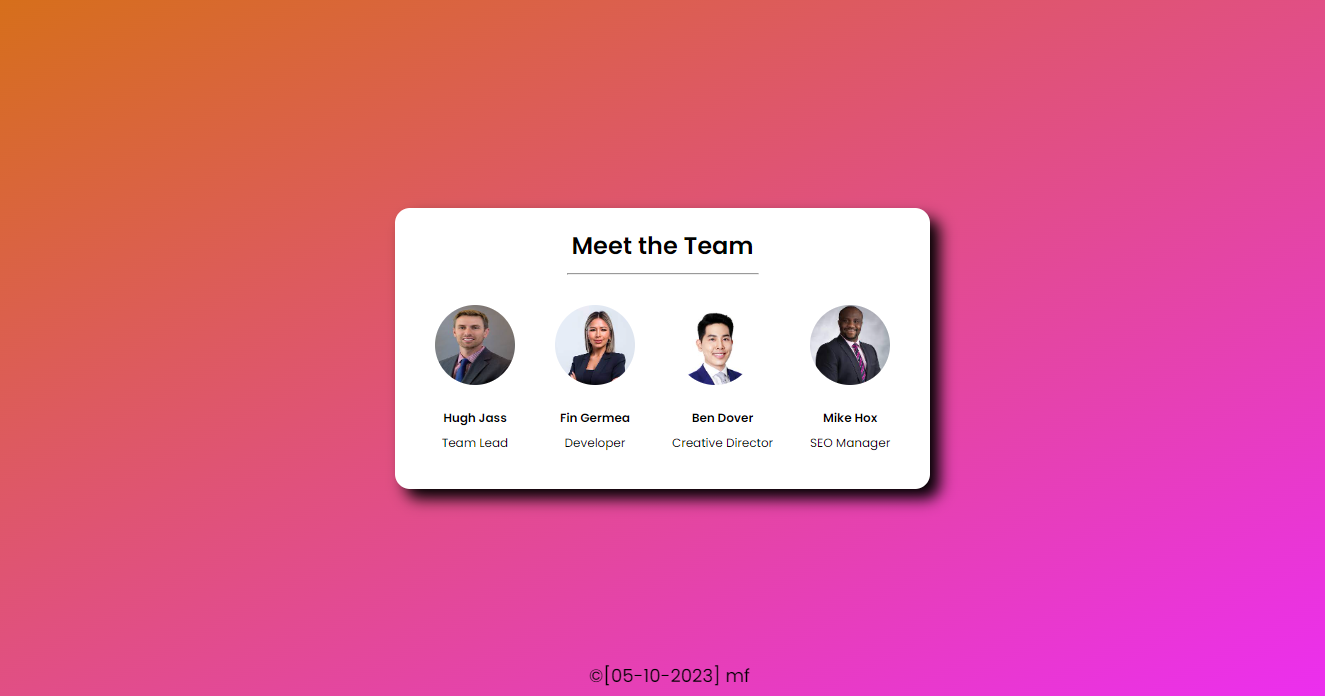 Meet the Team
Hugh Jass
Fin Germea
Ben Dover
Mike Hox
Team Lead
Developer
Creative Director
SEO Manager
©[05-10-2023] mf